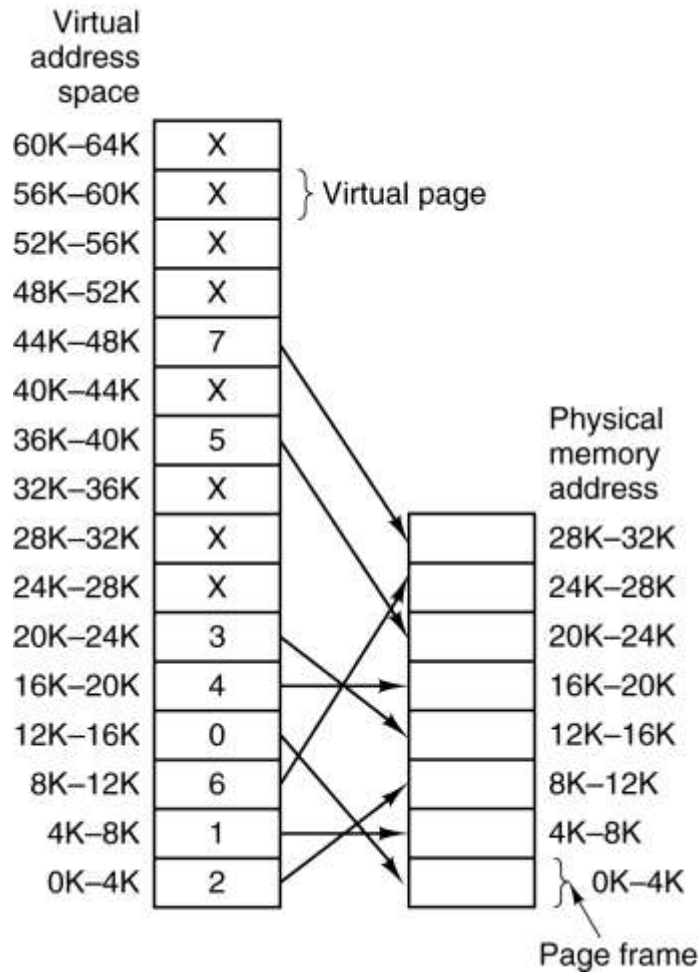 Virtual
address
space
60K–64K X
56K–60K X Virtual page
52K–56K X
48K–52K X
44K–48K 7
40K–44K X
36K–40K 5
Physical
memory
address
32K–36K X
28K–32K X 28K–32K
24K–28K X 24K–28K
20K–24K 3 20K–24K
16K–20K 4 16K–20K
12K–16K 0 12K–16K
8K–12K 6 8K–12K
4K–8K 1 4K–8K
0K–4K 2 0K–4K
Page frame